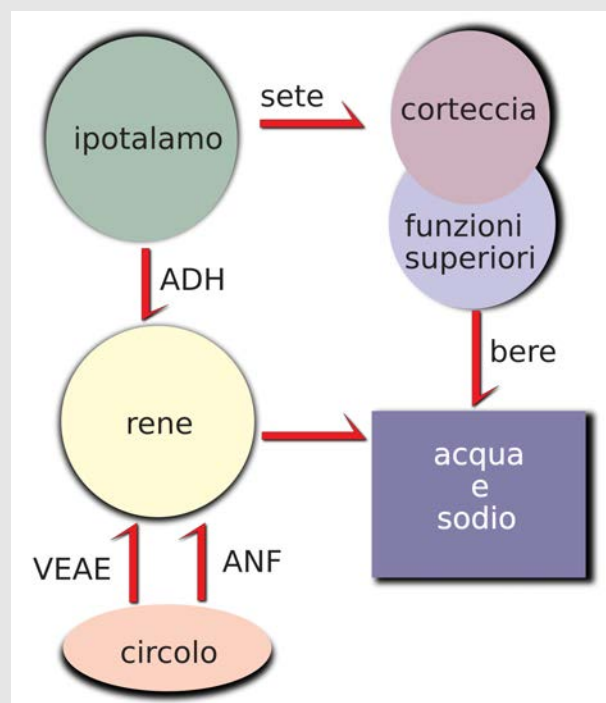 ipotalamo
sete
corteccia
funzioni
superiori
ADH
bere
rene
acqua
e
sodio
VEAE
ANF
circolo